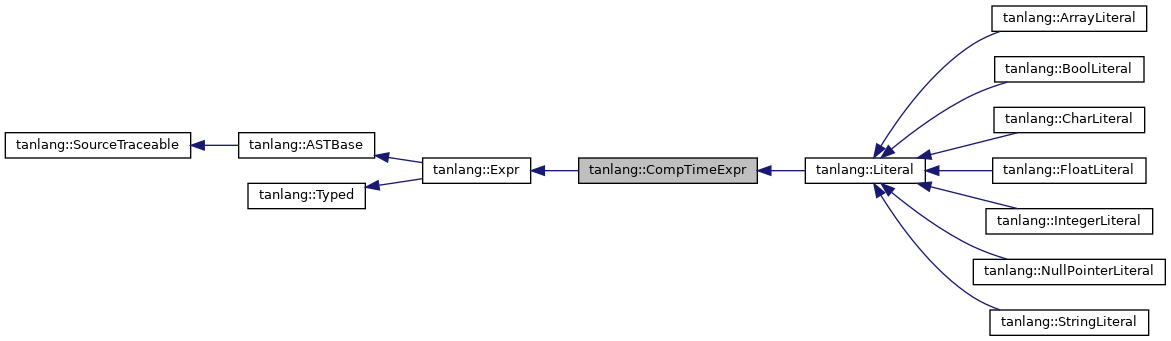 tanlang::ArrayLiteral
tanlang::BoolLiteral
tanlang::CharLiteral
tanlang::SourceTraceable
tanlang::ASTBase
tanlang::Expr
tanlang::CompTimeExpr
tanlang::Literal
tanlang::FloatLiteral
tanlang::Typed
tanlang::IntegerLiteral
tanlang::NullPointerLiteral
tanlang::StringLiteral